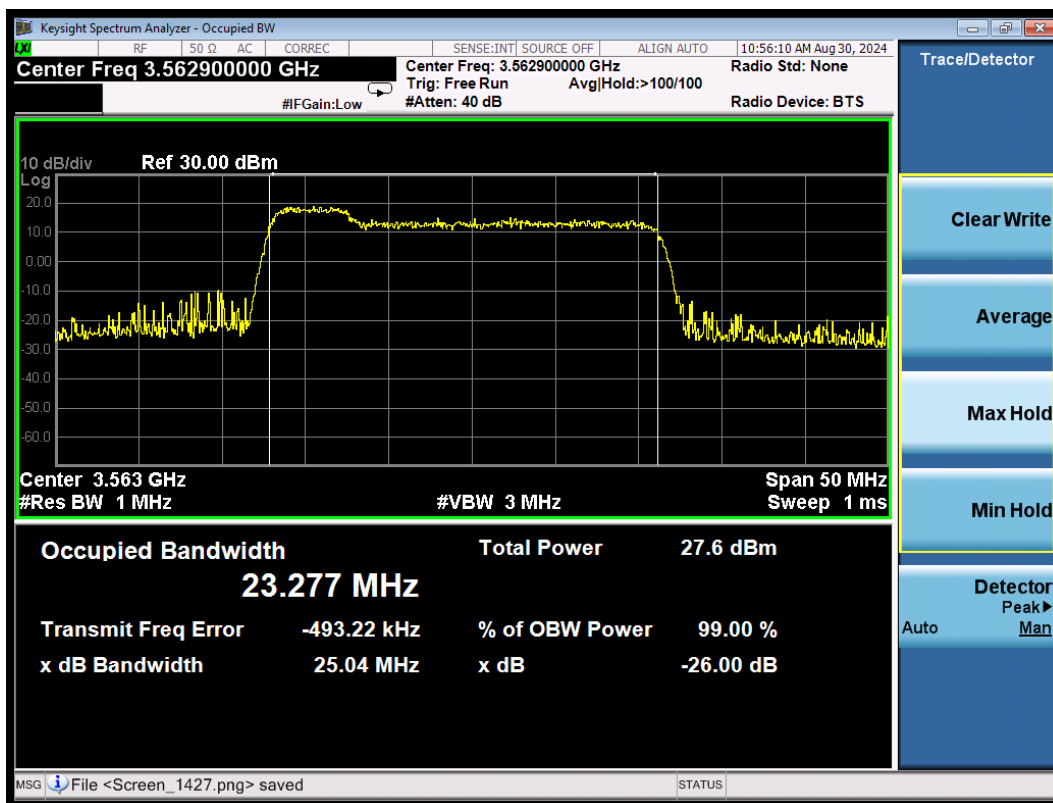 Keysight Spectrum Analyzer - Occupied BW
LXI RF 50 Ω AC CORREC SENSE:INT SOURCE OFF ALIGN AUTO 10:56:10 AM Aug 30, 2024
Center Freq 3.562900000 GHz
Center Freq: 3.562900000 GHz
Radio Std: None
Trig: Free Run Avg|Hold:>100/100
#IFGain:Low
#Atten: 40 dB
Radio Device: BTS
10 dB/div Ref 30.00 dBm
Log
20.0
10.0
0.00
-10.0
-20.0
-30.0
-40.0
-50.0
-60.0
Center 3.563 GHz Span 50 MHz
#Res BW 1 MHz #VBW 3 MHz Sweep 1 ms
Occupied Bandwidth Total Power 27.6 dBm
23.277 MHz
Transmit Freq Error -493.22 kHz % of OBW Power 99.00 %
x dB Bandwidth 25.04 MHz x dB -26.00 dB
Trace/Detector
Clear Write
Average
Max Hold
Min Hold
Detector
Peak▶
Auto Man
MSG File <Screen_1427.png> saved STATUS